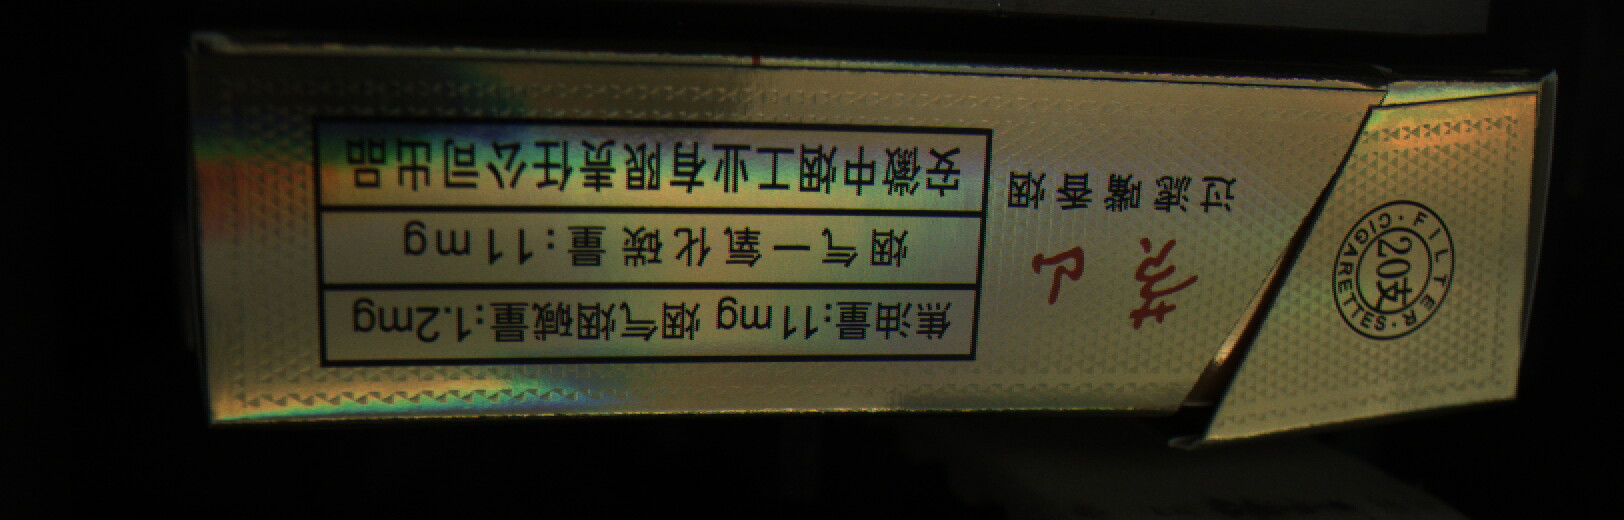 FILTER
CIGARETTES
20支
黄山
过滤嘴香烟
焦油量:11mg 烟气烟碱量:1.2mg
烟气一氧化碳量:11mg
安徽中烟工业有限责任公司出品